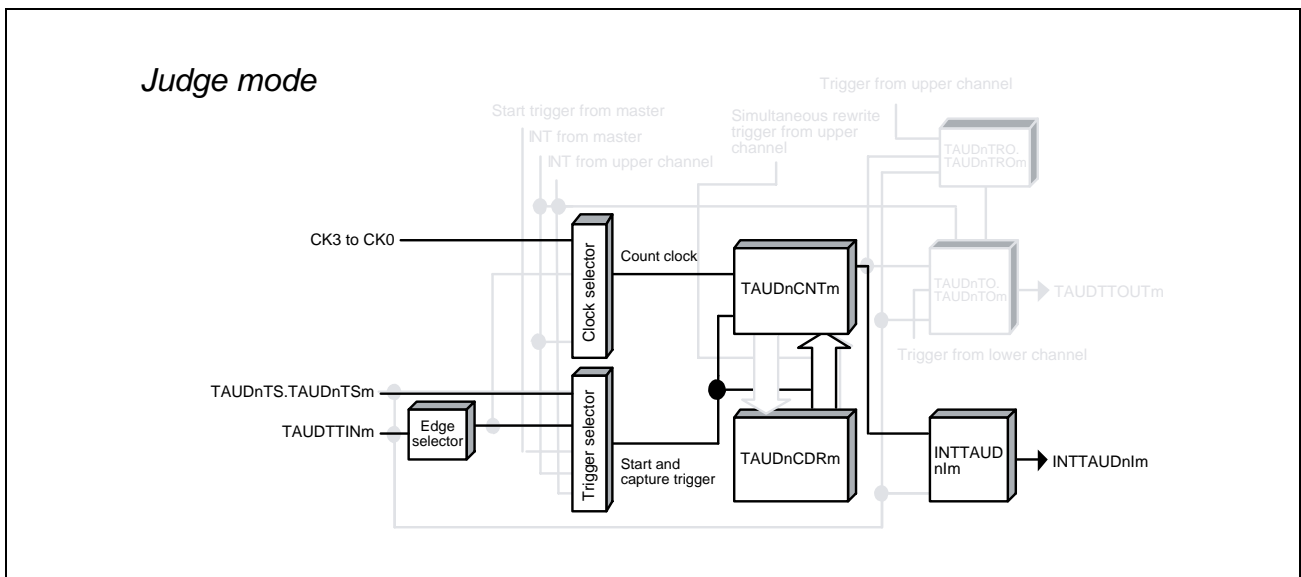 Judge mode
Trigger from upper channel
Start trigger from master
Simultaneous rewrite
trigger from upper
channel
INT from master
INT from upper channel
TAUDnTRO.
TAUDnTROm
CK3 to CK0
Clock selector
Count clock
TAUDnCNTm
TAUDnTO.
TAUDnTOm
TAUDTTOUTm
Trigger from lower channel
TAUDnTS.TAUDnTSm
TAUDTTINm
Edge
selector
Trigger selector
Start and
capture trigger
TAUDnCDRm
INTTAUD
nIm
INTTAUDnIm